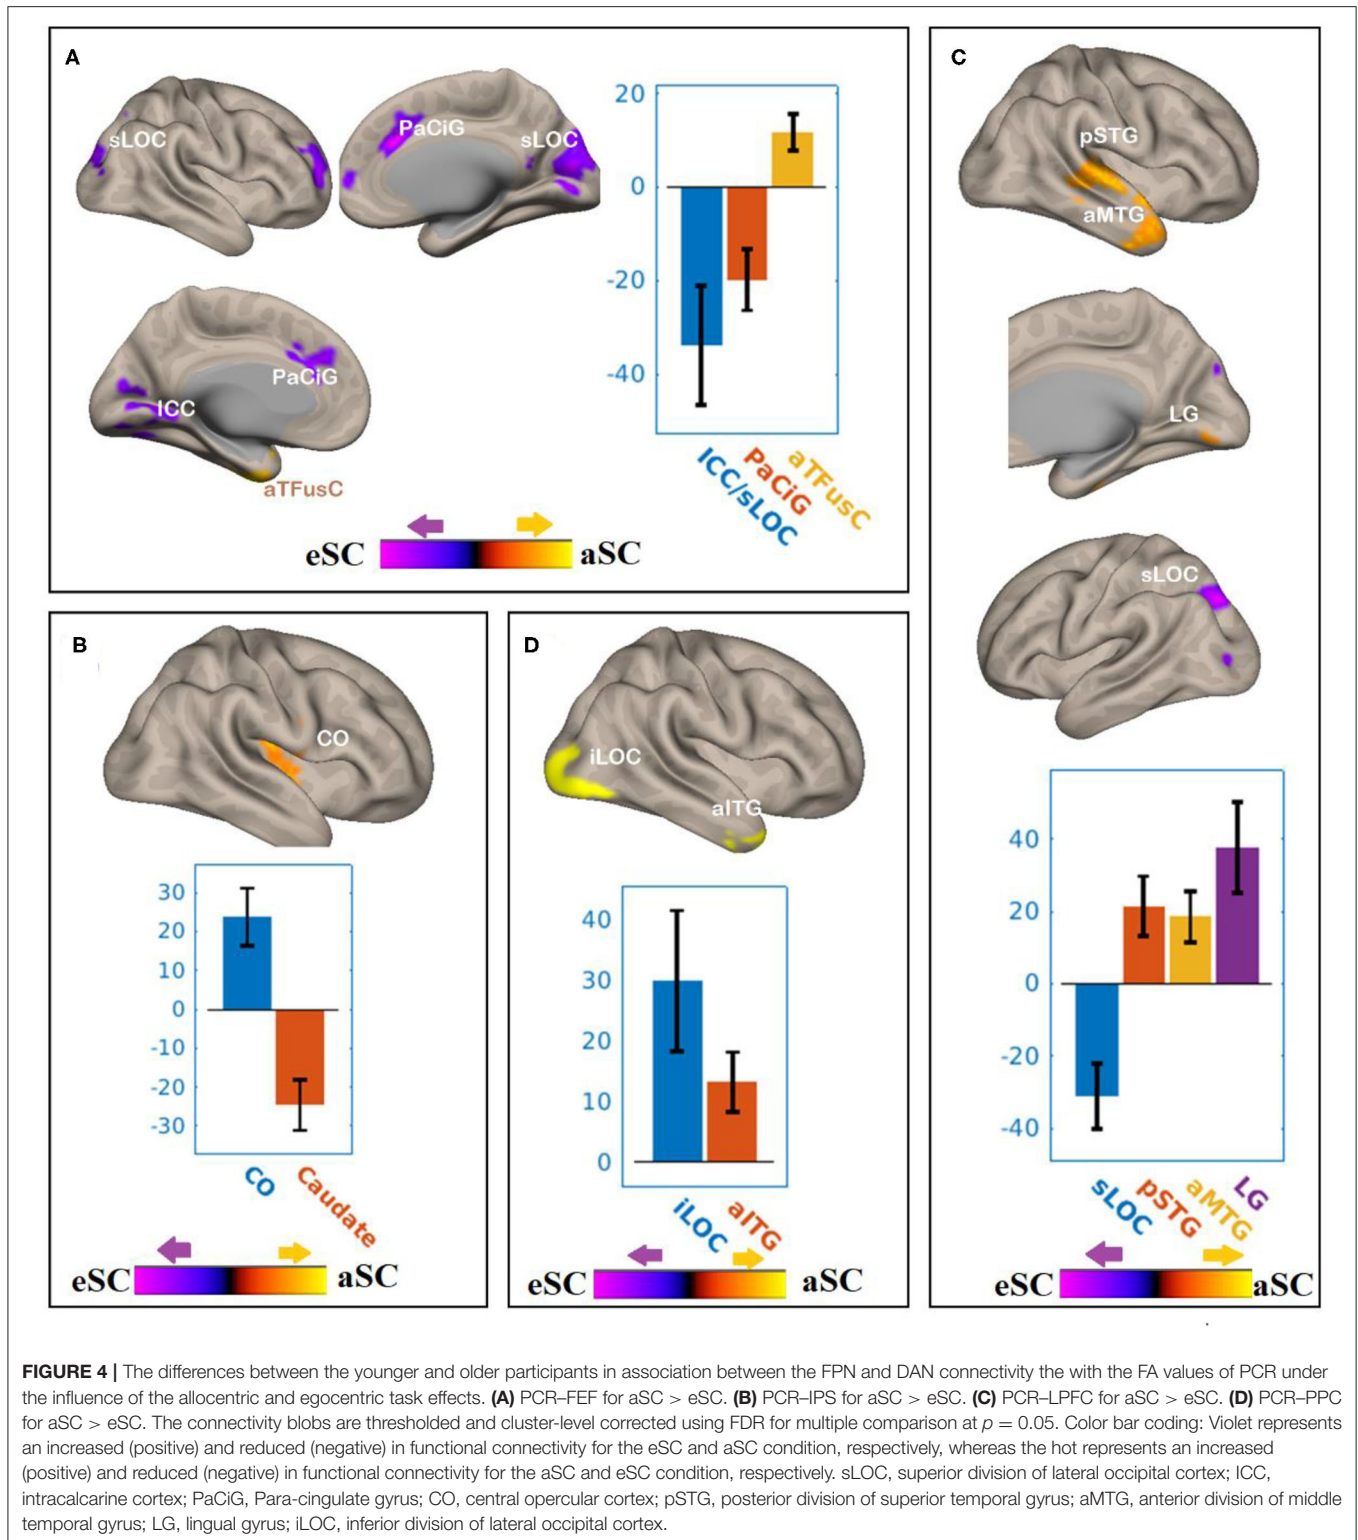 A
sLOC
PaCiG
sLOC
PaCiG
ICC
aTFusC
20
0
-20
-40
ICC/sLOC
PaCiG
aTFusC
eSC
aSC
B
CO
30
20
10
0
-10
-20
-30
CO
Caudate
eSC
aSC
D
iLOC
aITG
40
30
20
10
0
iLOC
aITG
eSC
aSC
C
pSTG
aMTG
LG
sLOC
40
20
0
-20
-40
sLOC
pSTG
aMTG
LG
eSC
aSC
FIGURE 4 | The differences between the younger and older participants in association between the FPN and DAN connectivity the with the FA values of PCR under
the influence of the allocentric and egocentric task effects. (A) PCR–FEF for aSC > eSC. (B) PCR–IPS for aSC > eSC. (C) PCR–LPFC for aSC > eSC. (D) PCR–PPC
for aSC > eSC. The connectivity blobs are thresholded and cluster-level corrected using FDR for multiple comparison at p = 0.05. Color bar coding: Violet represents
an increased (positive) and reduced (negative) in functional connectivity for the eSC and aSC condition, respectively, whereas the hot represents an increased
(positive) and reduced (negative) in functional connectivity for the aSC and eSC condition, respectively. sLOC, superior division of lateral occipital cortex; ICC,
intracalcarine cortex; PaCiG, Para-cingulate gyrus; CO, central opercular cortex; pSTG, posterior division of superior temporal gyrus; aMTG, anterior division of middle
temporal gyrus; LG, lingual gyrus; iLOC, inferior division of lateral occipital cortex.